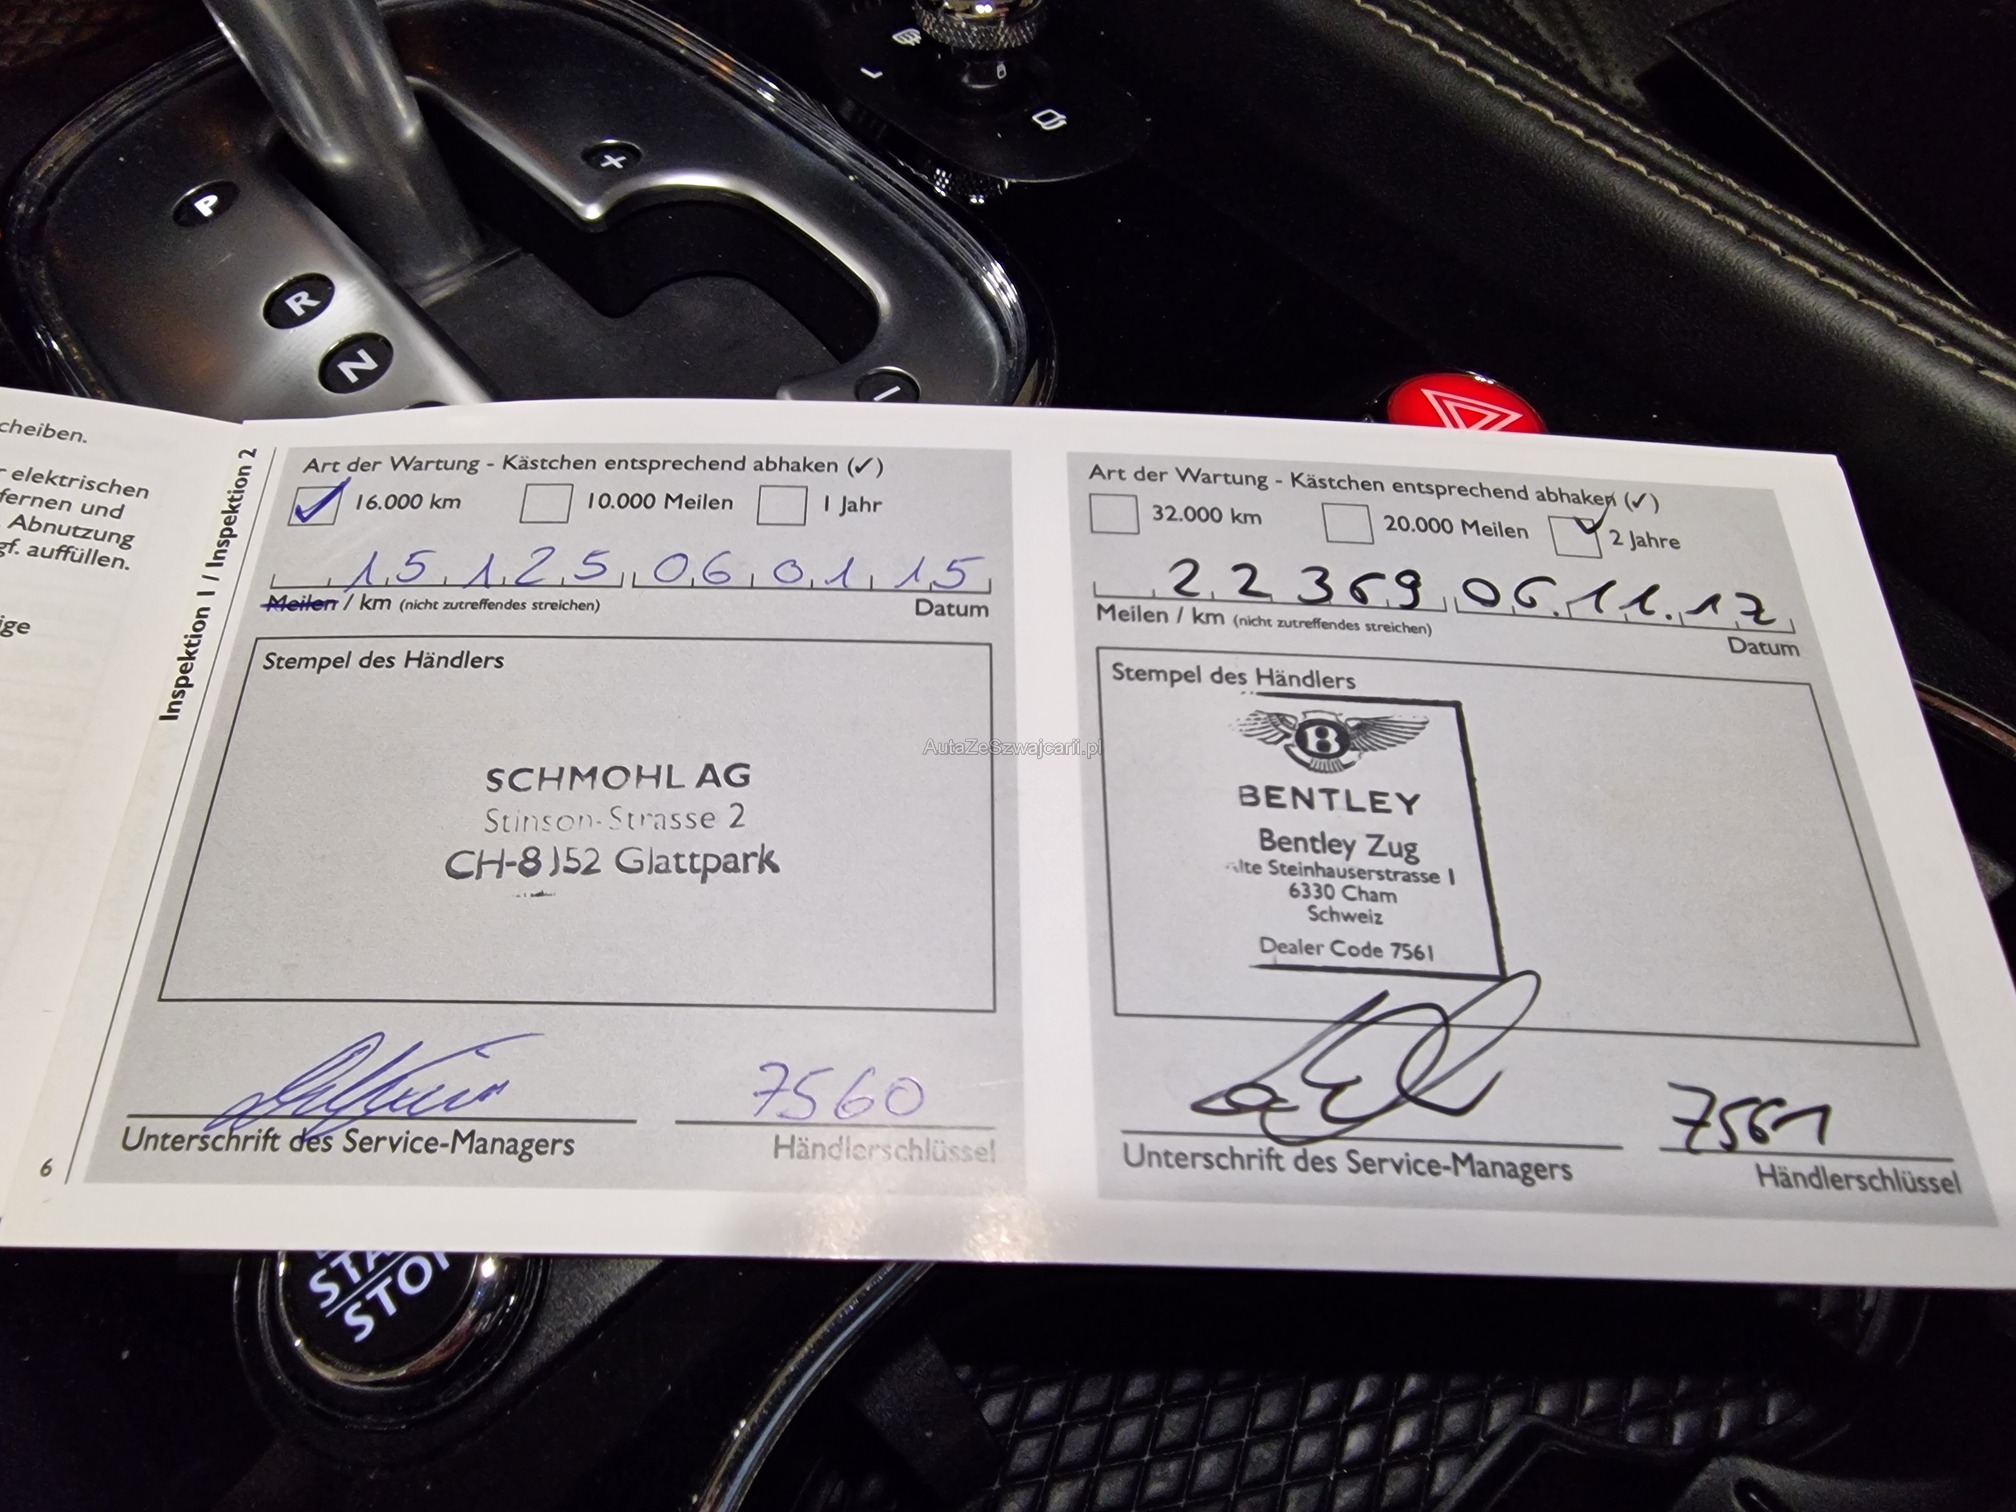 P
R
N
+
cheiben.
r elektrischen
fernen und
Abnutzung
gf. auffüllen.
ige
Inspektion 1 / Inspektion 2
6
Art der Wartung - Kästchen entsprechend abhaken (✓)
✓ 16.000 km 10.000 Meilen 1 Jahr
15125 06 01 15
Meilen / km (nicht zutreffendes streichen) Datum
Stempel des Händlers
SCHMOHL AG
Stinson-Strasse 2
CH-8152 Glattpark
7560
Unterschrift des Service-Managers Händlerschlüssel
Art der Wartung - Kästchen entsprechend abhaken (✓)
32.000 km 20.000 Meilen ✓ 2 Jahre
22369 06.11.17
Meilen / km (nicht zutreffendes streichen) Datum
Stempel des Händlers
B
BENTLEY
Bentley Zug
lte Steinhauserstrasse 1
6330 Cham
Schweiz
Dealer Code 7561
7561
Unterschrift des Service-Managers Händlerschlüssel
AutaZeSzwajcarii.pl
STA
STOP